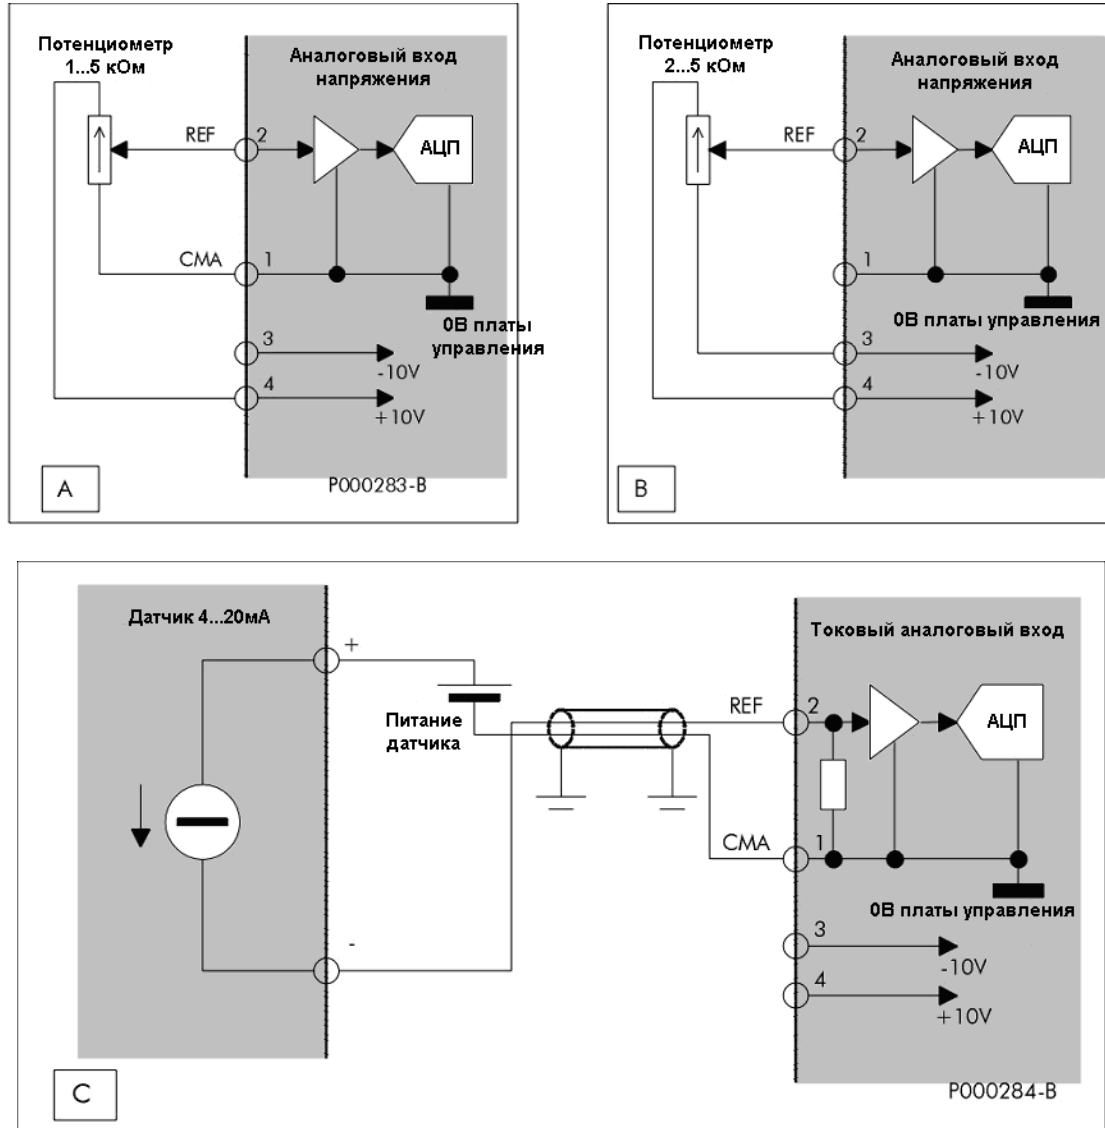 Потенциометр
1...5 кОм
Аналоговый вход
напряжения
REF
2
АЦП
CMA
1
0В платы
управления
3
-10V
4
+10V
A
P000283-B
Потенциометр
2...5 кОм
Аналоговый вход
напряжения
REF
2
АЦП
1
0В платы управления
3
-10V
4
+10V
B
Датчик 4...20мА
+
Питание
датчика
-
Токовый аналоговый вход
REF
2
АЦП
CMA
1
0В платы управления
3
-10V
4
+10V
C
P000284-B